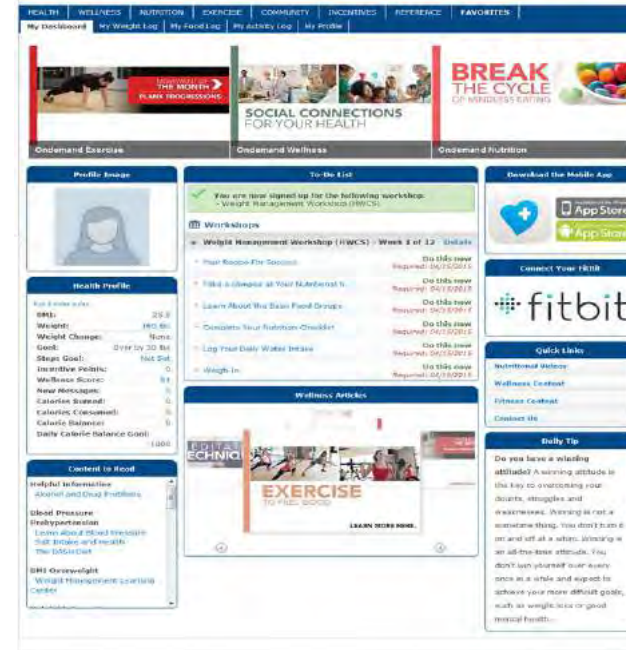 HEALTH WELLNESS NUTRITION EXERCISE COMMUNITY INCENTIVES REFERENCE FAVORITES
My Dashboard My Weight Log My Food Log My Activity Log My Profile
MOVEMENT OF
THE MONTH
PLANK PROGRESSIONS
SOCIAL CONNECTIONS
FOR YOUR HEALTH
BREAK
THE CYCLE
OF MINDLESS EATING
Ondemand Exercise
Ondemand Wellness
Ondemand Nutrition
Profile Image
Health Profile
BMI:
Weight:
Weight Change: None
Goal: Over by 30 lbs
Steps Goal: Not Set
Incentive Points: 0
Wellness Score:
New Messages: 0
Calories Burned: 0
Calories Consumed: 0
Calorie Balance: 0
Daily Calorie Balance Goal:
Content to Read
Helpful Information
Alcohol and Drug Problems
Blood Pressure
Prehypertension
Learn About Blood Pressure
Salt Intake and Health
The DASH Diet
BMI Overweight
Weight Management Learning
Center
To-Do List
You are now signed up for the following workshop:
- Weight Management Workshop (HWCS)
Workshops
Weight Management Workshop (HWCS) - Week 1 of 12 Details
Your Recipe For Success Do this now
Take a Glimpse at Your Nutritional Do this now
Learn About the Basic Food Groups Do this now
Complete Your Nutrition Checklist Do this now
Log Your Daily Water Intake Do this now
Weigh-In Do this now
Wellness Articles
EXERCISE
TO FEEL GOOD
LEARN MORE HERE.
Download the Mobile App
App Store
App Store
Connect Your Fitbit
fitbit
Quick Links
Nutritional Videos
Wellness Content
Fitness Content
Contact Us
Daily Tip
Do you have a winning
attitude? A winning attitude is
the key to overcoming your
doubts, struggles and
weaknesses. Winning is not a
sometime thing. You don't turn it
on and off at a whim. Winning is
an all-the-time attitude. You
don't win yourself over every
once in a while and expect to
achieve your more difficult goals,
such as weight loss or good
mental health...